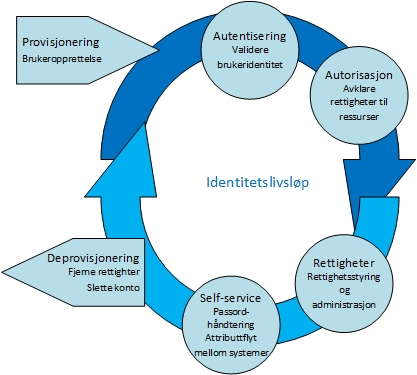 Provisjonering
Brukeropprettelse
Autentisering
Validere
brukeridentitet
Autorisasjon
Avklare
rettigheter til
ressurser
Identitetslivsløp
Rettigheter
Rettighetsstyring
og
administrasjon
Self-service
Passord-
håndtering
Attributtflyt
mellom systemer
Deprovisjonering
Fjerne rettighter
Slette konto